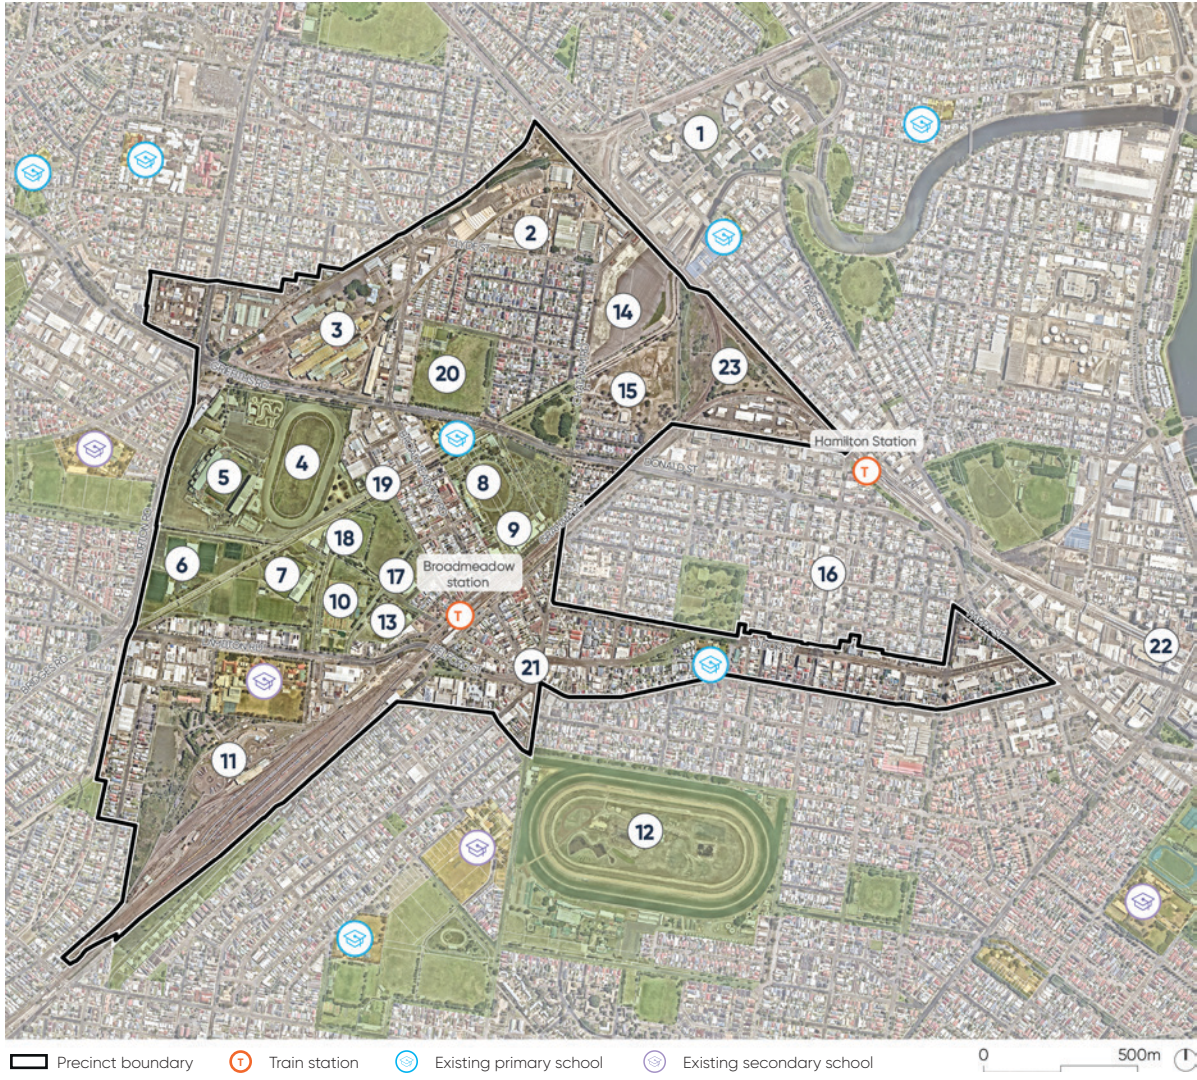 1
2
3
14
20
15
23
Hamilton Station
T
DONALD ST
5
4
19
8
9
18
6
7
17
Broadmeadow
station
T
10
13
16
21
22
11
12
Precinct boundary
T
Train station
Existing primary school
Existing secondary school
0
500m